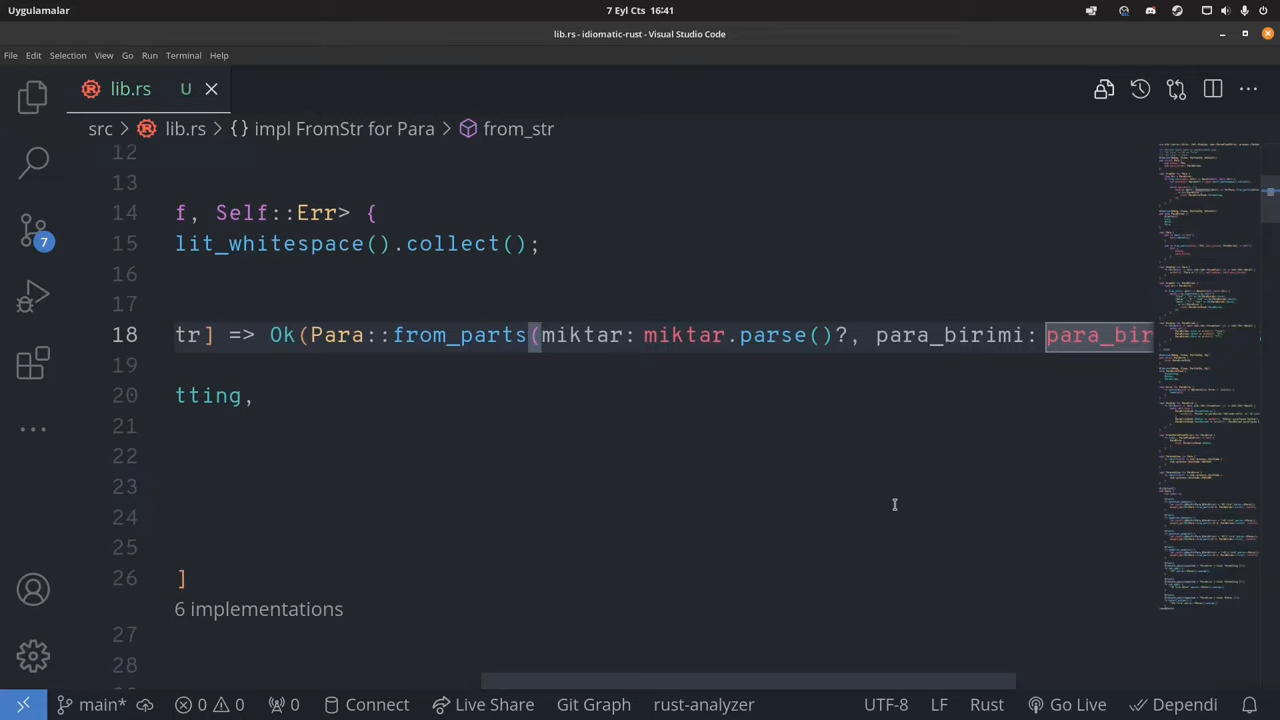 Uygulamalar
7 Eyl Cts 16:41
lib.rs - idiomatic-rust - Visual Studio Code
File Edit Selection View Go Run Terminal Help
lib.rs U
src > lib.rs > {} impl FromStr for Para > from_str
12
13
14 f, Self::Err> {
15 lit_whitespace().collect();
16
17
18 tr] => Ok(Para::from_parts(miktar: miktar.parse()?, para_birimi: para_bir
19
20 tting,
21
22
23
24
25
26 ]
6 implementations
27
28
7
main* 0 0 0 Connect Live Share Git Graph rust-analyzer UTF-8 LF Rust Go Live Dependi